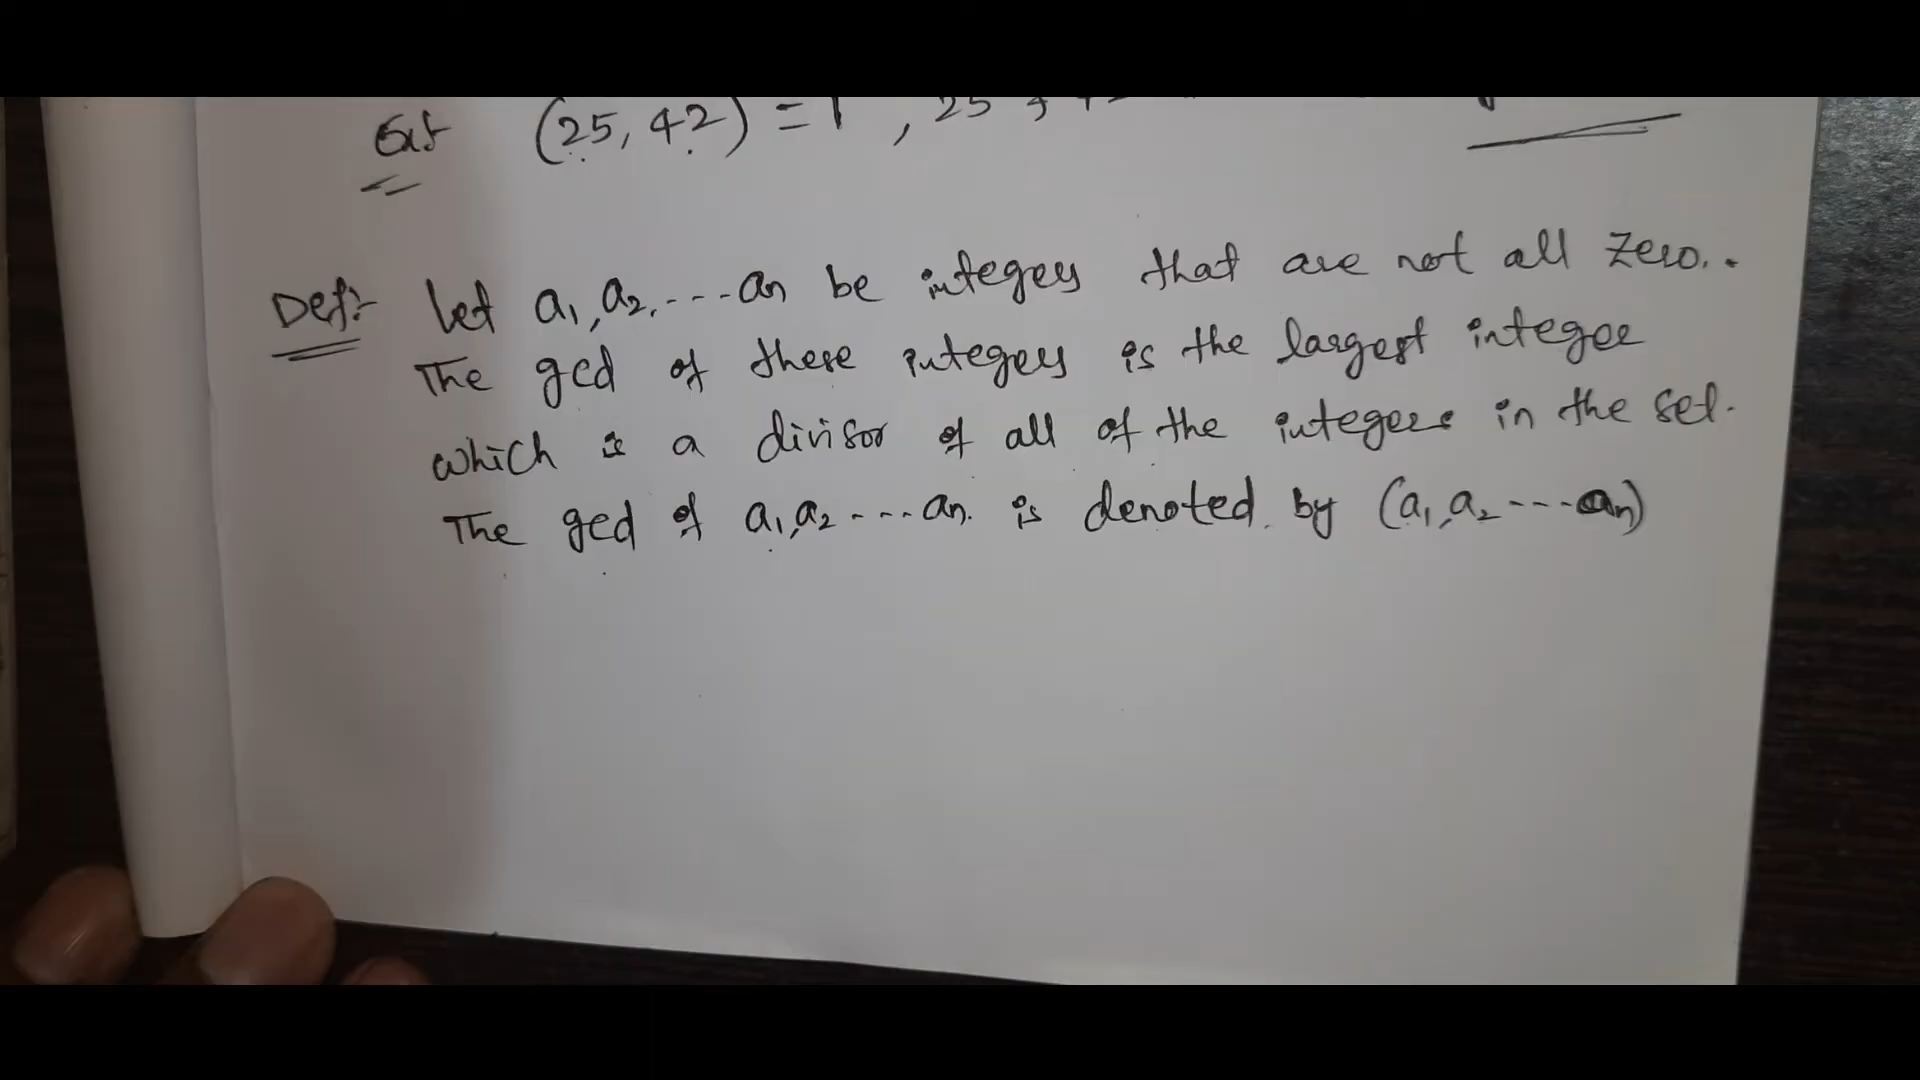 Ex:- (25, 42) = 1 , 25
Def:- Let a₁, a₂, ---- an be integers that are not all zero..
The gcd of these integers is the largest integer
which is a divisor of all of the integers in the set.
The gcd of a₁, a₂ ---- an. is denoted by (a₁, a₂ --- an)